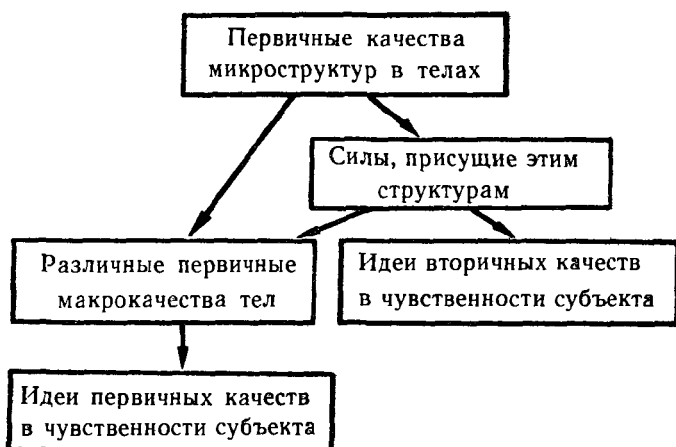 Первичные качества
микроструктур в телах
Силы, присущие этим
структурам
Различные первичные
макрокачества тел
Идеи вторичных качеств
в чувственности субъекта
Идеи первичных качеств
в чувственности субъекта